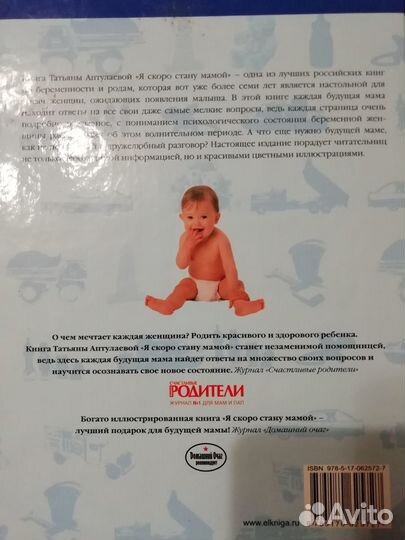 Книга Татьяны Аптулаевой «Я скоро стану мамой» – одна из лучших российских книг
по беременности и родам, которая вот уже более семи лет является настольной для
женщин, ожидающих появления малыша. В этой книге каждая будущая мама
находит ответы на все свои даже самые мелкие вопросы, ведь каждая страница очень
с пониманием психологического состояния беременной жен-
об этом волнительном периоде. А что еще нужно будущей маме,
как не дружелюбный разговор? Настоящее издание порадует читательниц
не только информацией, но и красивыми цветными иллюстрациями.
О чем мечтает каждая женщина? Родить красивого и здорового ребенка.
Книга Татьяны Аптулаевой «Я скоро стану мамой» станет незаменимой помощницей,
ведь здесь каждая будущая мама найдет ответы на множество своих вопросов и
научится осознавать свое новое состояние. Журнал «Счастливые родители»
СЧАСТЛИВЫЕ
РОДИТЕЛИ
ЖУРНАЛ №1 ДЛЯ МАМ И ПАП
Богато иллюстрированная книга «Я скоро стану мамой» –
лучший подарок для будущей мамы! Журнал «Домашний очаг»
Домашний Очаг
рекомендует
ISBN 978-5-17-062572-7
www.elkniga.ru
Avito